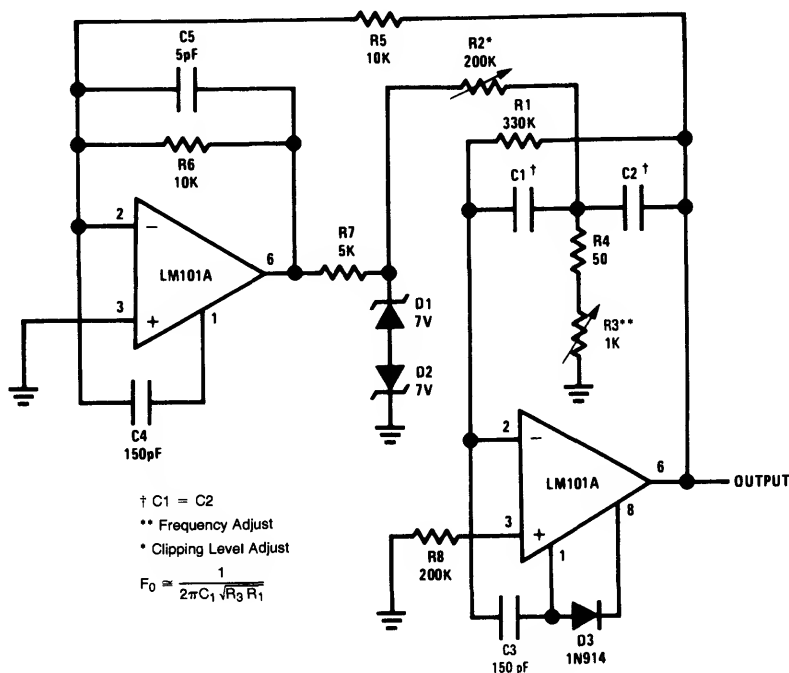 C5
5pF
R5
10K
R2*
200K
R1
330K
R6
10K
C1 †
C2 †
2
−
LM101A
6
3
+
1
R7
5K
R4
50
D1
7V
R3**
1K
D2
7V
C4
150pF
2
−
LM101A
6
OUTPUT
8
3
+
1
R8
200K
C3
150 pF
D3
1N914
† C1 = C2
** Frequency Adjust
* Clipping Level Adjust
F0 ≅ 1 / 2πC1 √R3 R1